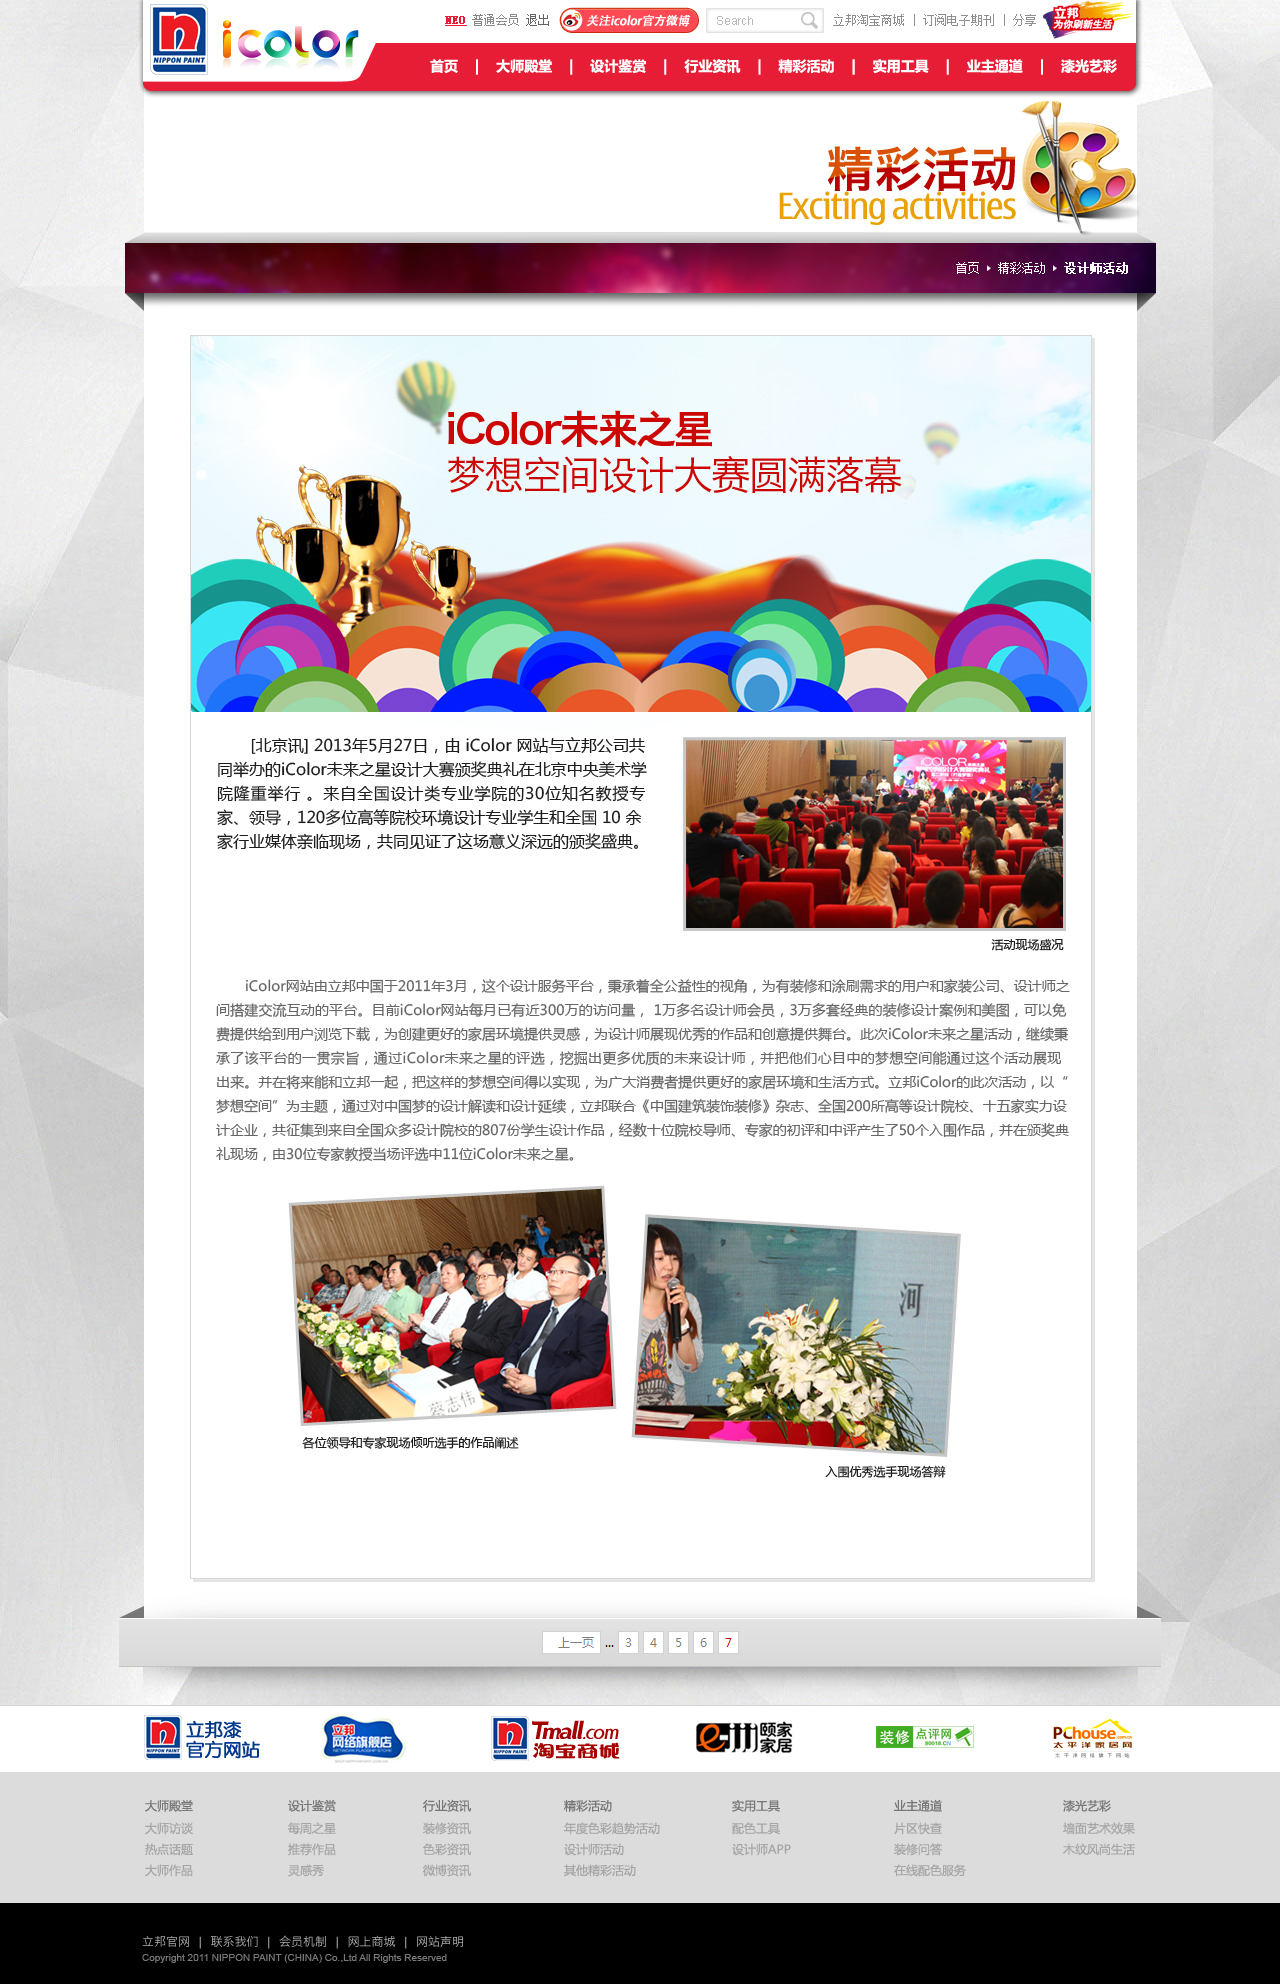 NIPPON PAINT
icolor
NEO 普通会员 退出
关注icolor官方微博
Search
立邦淘宝商城 | 订阅电子期刊 | 分享
立邦
为你刷新生活
首页 | 大师殿堂 | 设计鉴赏 | 行业资讯 | 精彩活动 | 实用工具 | 业主通道 | 漆光艺彩
精彩活动
Exciting activities
首页 精彩活动 设计师活动
iColor未来之星
梦想空间设计大赛圆满落幕
[北京讯] 2013年5月27日，由 iColor 网站与立邦公司共
同举办的iColor未来之星设计大赛颁奖典礼在北京中央美术学
院隆重举行 。来自全国设计类专业学院的30位知名教授专
家、领导，120多位高等院校环境设计专业学生和全国 10 余
家行业媒体亲临现场，共同见证了这场意义深远的颁奖盛典。
iCOLOR
活动现场盛况
iColor网站由立邦中国于2011年3月，这个设计服务平台，秉承着全公益性的视角，为有装修和涂刷需求的用户和家装公司、设计师之
间搭建交流互动的平台。目前iColor网站每月已有近300万的访问量， 1万多名设计师会员，3万多套经典的装修设计案例和美图，可以免
费提供给到用户浏览下载，为创建更好的家居环境提供灵感，为设计师展现优秀的作品和创意提供舞台。此次iColor未来之星活动，继续秉
承了该平台的一贯宗旨，通过iColor未来之星的评选，挖掘出更多优质的未来设计师，并把他们心目中的梦想空间能通过这个活动展现
出来。并在将来能和立邦一起，把这样的梦想空间得以实现，为广大消费者提供更好的家居环境和生活方式。立邦iColor的此次活动，以“
梦想空间”为主题，通过对中国梦的设计解读和设计延续，立邦联合《中国建筑装饰装修》杂志、全国200所高等设计院校、十五家实力设
计企业，共征集到来自全国众多设计院校的807份学生设计作品，经数十位院校导师、专家的初评和中评产生了50个入围作品，并在颁奖典
礼现场，由30位专家教授当场评选中11位iColor未来之星。
蔡志伟
河
各位领导和专家现场倾听选手的作品阐述
入围优秀选手现场答辩
上一页 ... 3 4 5 6 7
NIPPON PAINT 立邦漆
官方网站
立邦
网络旗舰店
NIPPON PAINT Tmall.com
淘宝商城
颐家
家居
装修点评网
PChouse
太平洋家居网
太平洋网络旗下网站
大师殿堂 设计鉴赏 行业资讯 精彩活动 实用工具 业主通道 漆光艺彩
大师访谈 每周之星 装修资讯 年度色彩趋势活动 配色工具 片区快查 墙面艺术效果
热点话题 推荐作品 色彩资讯 设计师活动 设计师APP 装修问答 木纹风尚生活
大师作品 灵感秀 微博资讯 其他精彩活动 在线配色服务
立邦官网 | 联系我们 | 会员机制 | 网上商城 | 网站声明
Copyright 2011 NIPPON PAINT (CHINA) Co.,Ltd All Rights Reserved